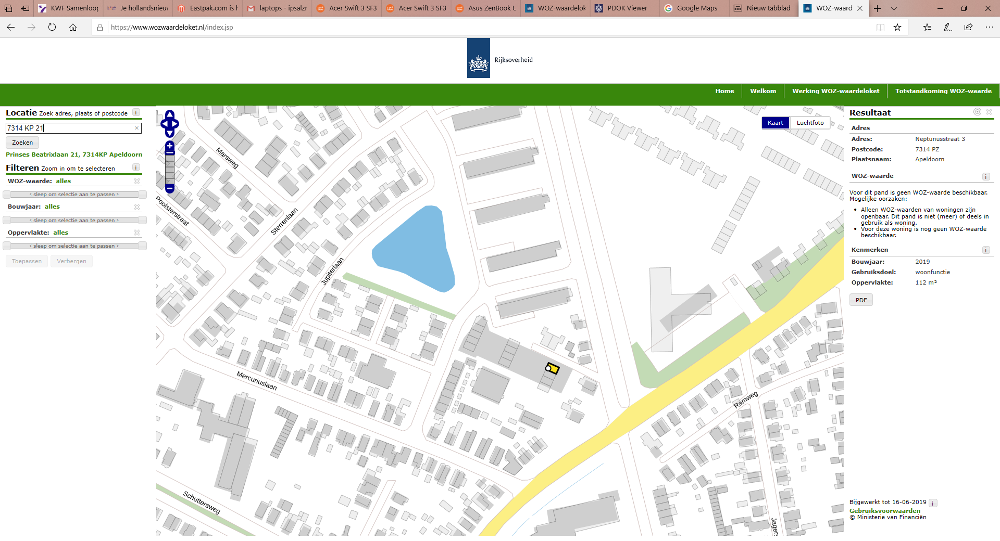 KWF Samenloop
Je hollandsnieuw
Eastpak.com is h
laptops - ipsalzr
Acer Swift 3 SF3
Acer Swift 3 SF3
Asus ZenBook U
WOZ-waardelok
PDOK Viewer
Google Maps
Nieuw tabblad
WOZ-waard
https://www.wozwaardeloket.nl/index.jsp
Rijksoverheid
Home
Welkom
Werking WOZ-waardeloket
Totstandkoming WOZ-waarde
Locatie Zoek adres, plaats of postcode
7314 KP 21
Zoeken
Prinses Beatrixlaan 21, 7314KP Apeldoorn
Filteren Zoom in om te selecteren
WOZ-waarde: alles
< sleep om selectie aan te passen >
Bouwjaar: alles
< sleep om selectie aan te passen >
Oppervlakte: alles
< sleep om selectie aan te passen >
Toepassen
Verbergen
Kaart
Luchtfoto
Marsweg
Poolsterstraat
Sterrenlaan
Jupiterlaan
Mercuriuslaan
Schuttersweg
Ramweg
Jagers
Resultaat
Adres
Adres: Neptunusstraat 3
Postcode: 7314 PZ
Plaatsnaam: Apeldoorn
WOZ-waarde
Voor dit pand is geen WOZ-waarde beschikbaar.
Mogelijke oorzaken:
• Alleen WOZ-waarden van woningen zijn
openbaar. Dit pand is niet (meer) of deels in
gebruik als woning.
• Voor deze woning is nog geen WOZ-waarde
beschikbaar.
Kenmerken
Bouwjaar: 2019
Gebruiksdoel: woonfunctie
Oppervlakte: 112 m²
PDF
Bijgewerkt tot 16-06-2019
Gebruiksvoorwaarden
© Ministerie van Financiën